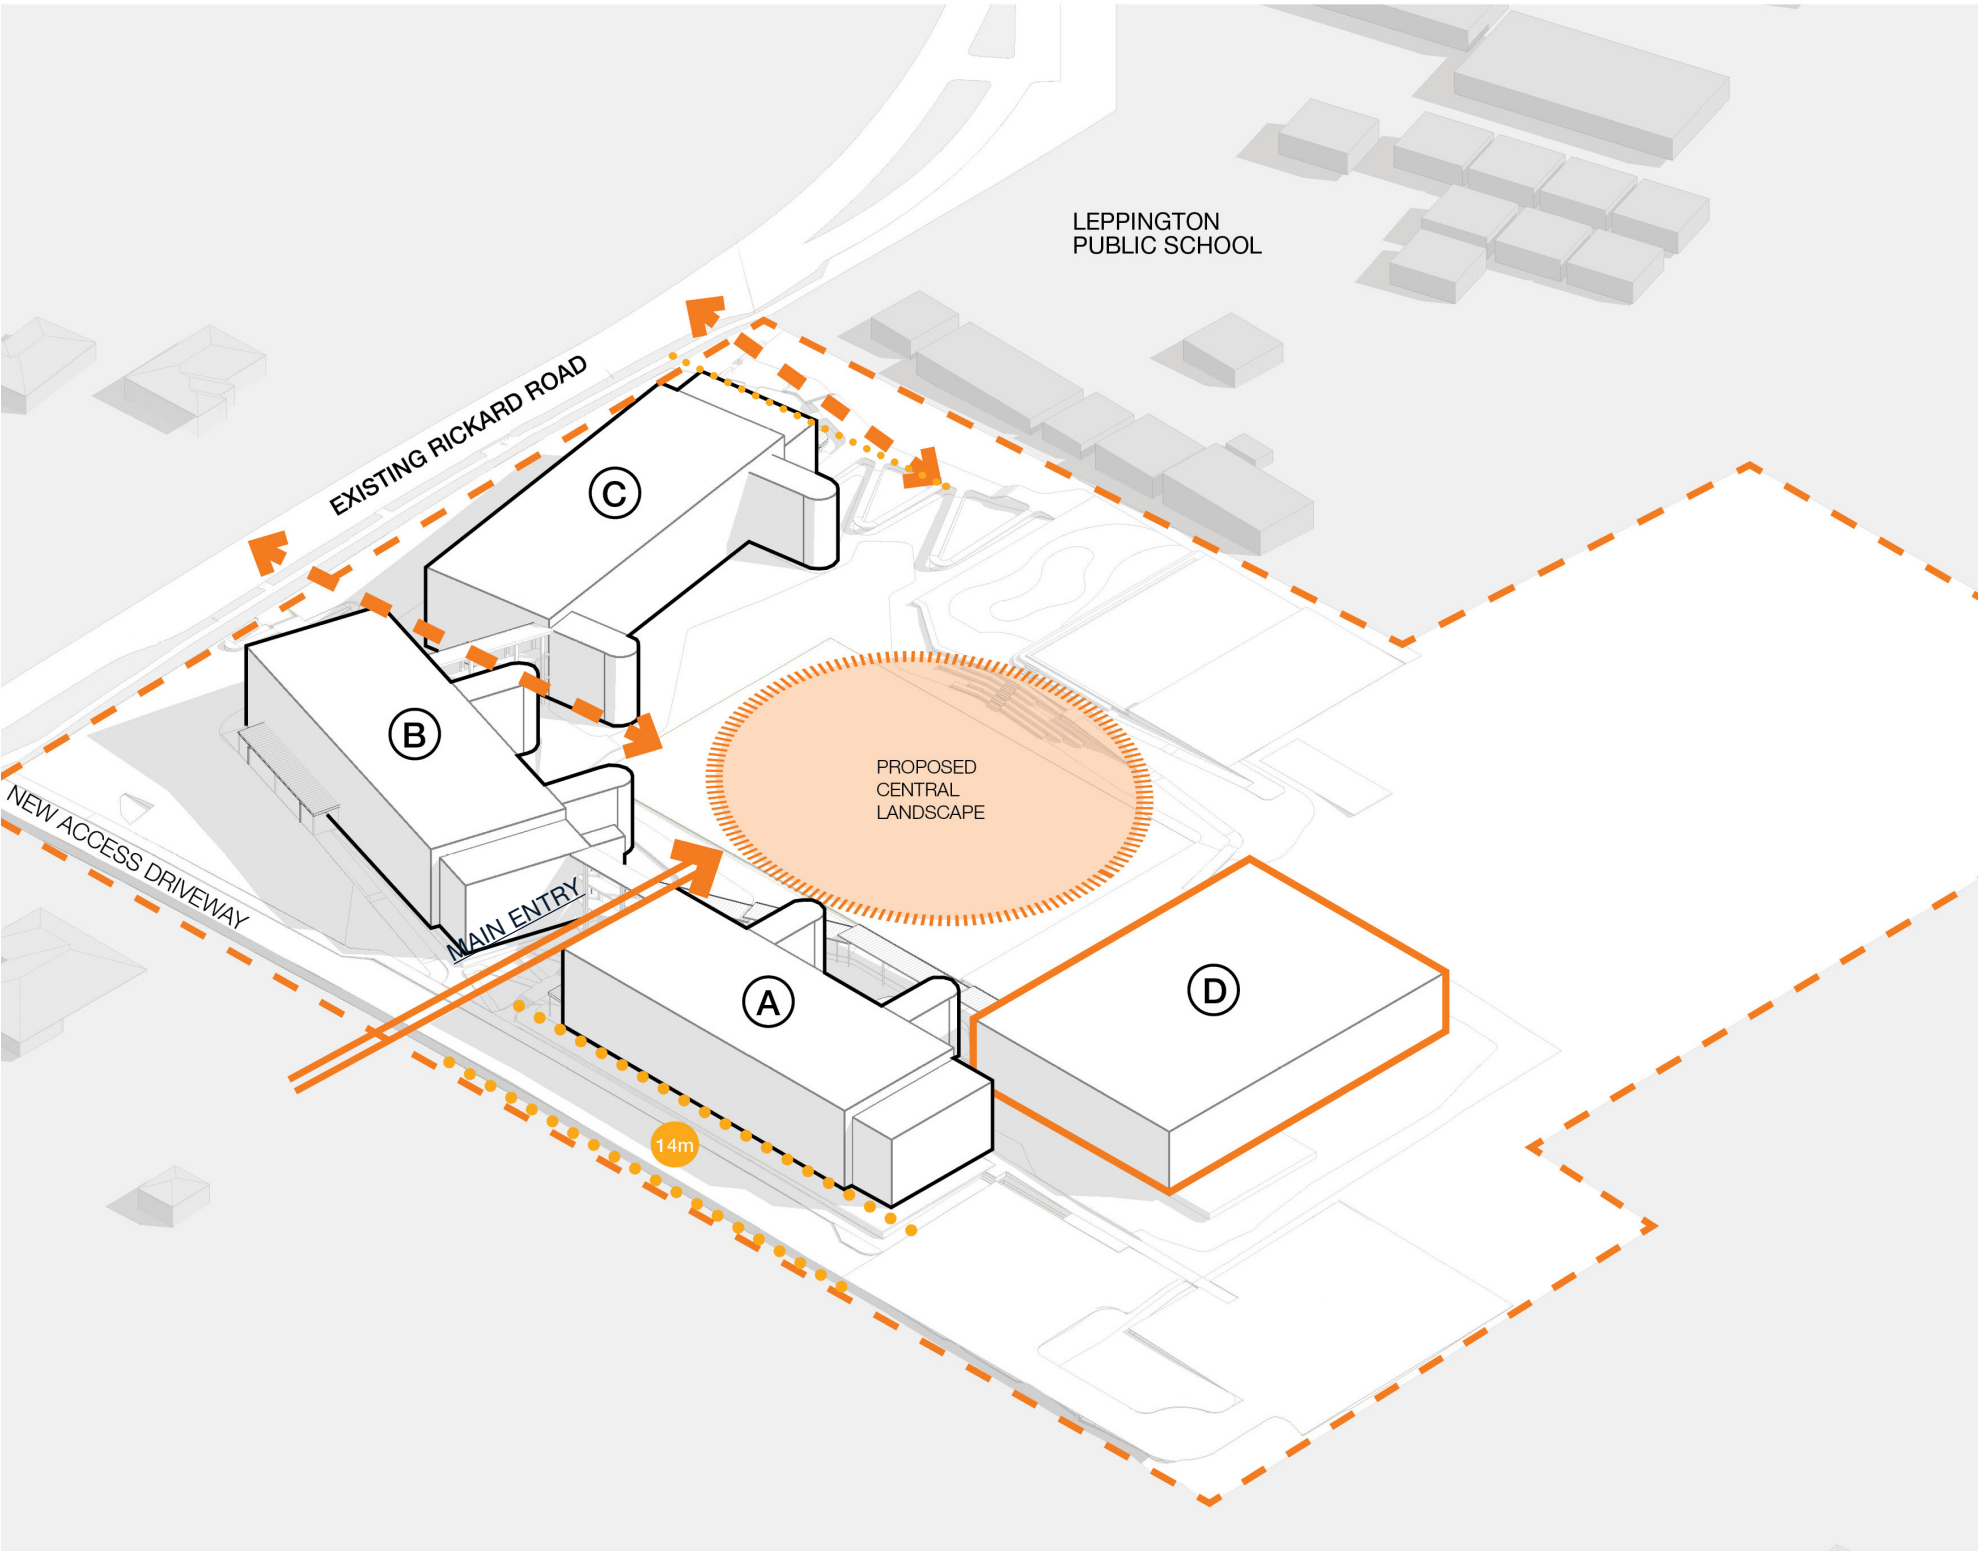 LEPPINGTON
PUBLIC SCHOOL
EXISTING RICKARD ROAD
C
B
PROPOSED
CENTRAL
LANDSCAPE
NEW ACCESS DRIVEWAY
MAIN ENTRY
A
D
14m